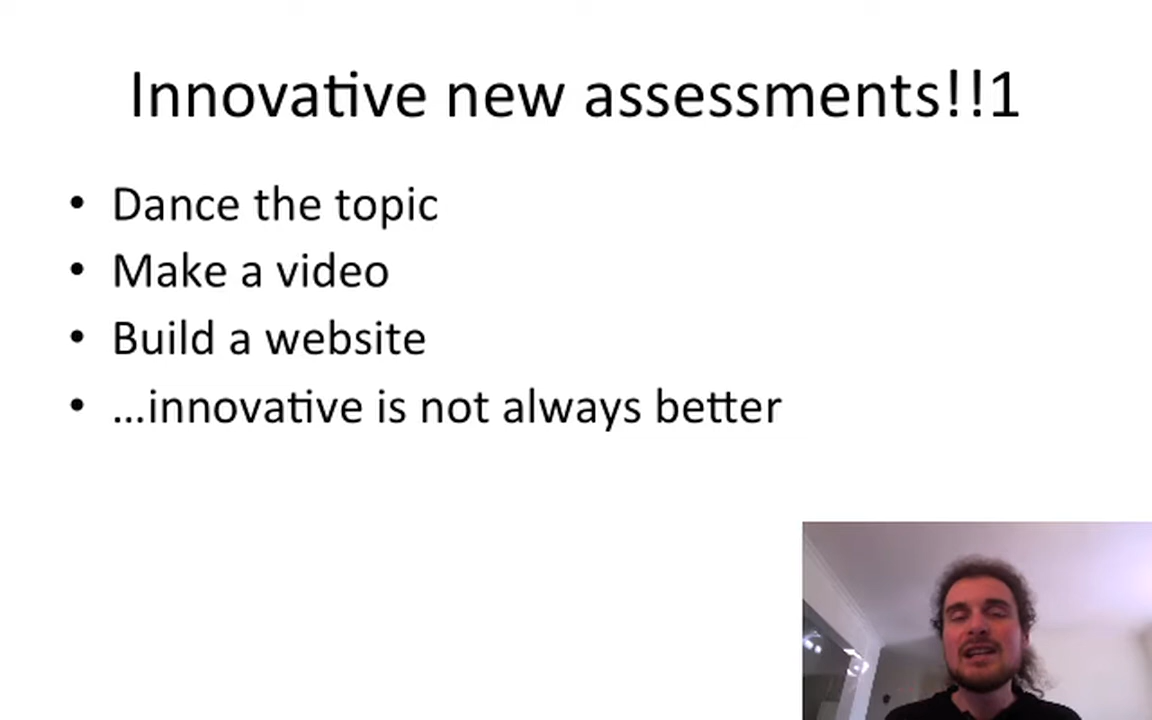 Innovative new assessments!!1
• Dance the topic
• Make a video
• Build a website
• ...innovative is not always better